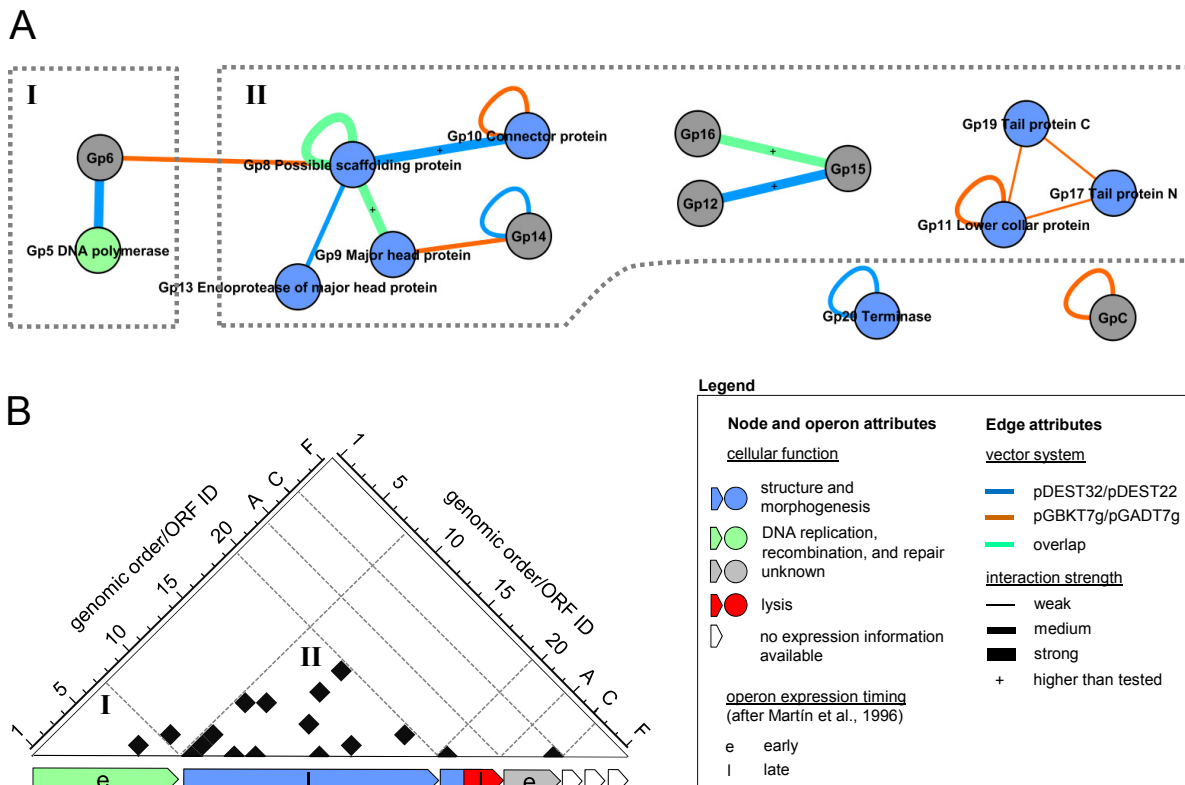 A
I
II
Gp6
Gp5 DNA polymerase
Gp8 Possible scaffolding protein
Gp10 Connector protein
+
+
Gp9 Major head protein
Gp14
Gp13 Endoprotease of major head protein
Gp16
+
Gp15
Gp12
+
Gp19 Tail protein C
Gp17 Tail protein N
Gp11 Lower collar protein
Gp20 Terminase
GpC
B
genomic order/ORF ID
1
5
10
15
20
A
C
F
genomic order/ORF ID
1
5
10
15
20
A
C
F
I
II
e
l
l
e
Legend
Node and operon attributes
cellular function
structure and
morphogenesis
DNA replication,
recombination, and repair
unknown
lysis
no expression information
available
operon expression timing
(after Martín et al., 1996)
e early
l late
Edge attributes
vector system
pDEST32/pDEST22
pGBKT7g/pGADT7g
overlap
interaction strength
weak
medium
strong
+ higher than tested